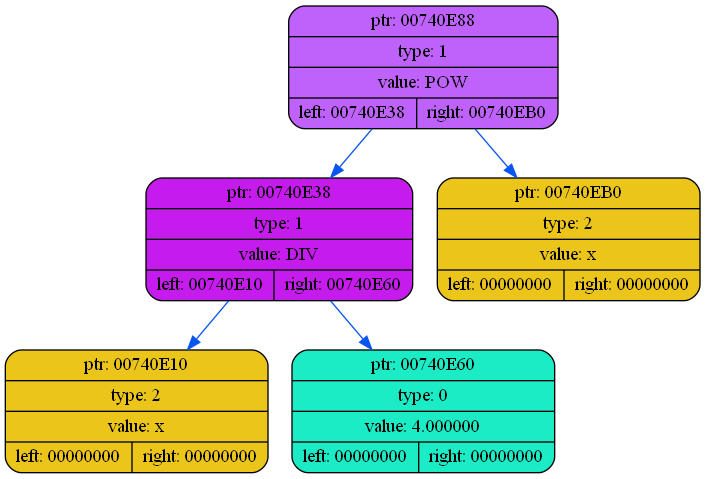 ptr: 00740E88
type: 1
value: POW
left: 00740E38 right: 00740EB0
ptr: 00740E38
type: 1
value: DIV
left: 00740E10 right: 00740E60
ptr: 00740EB0
type: 2
value: x
left: 00000000 right: 00000000
ptr: 00740E10
type: 2
value: x
left: 00000000 right: 00000000
ptr: 00740E60
type: 0
value: 4.000000
left: 00000000 right: 00000000